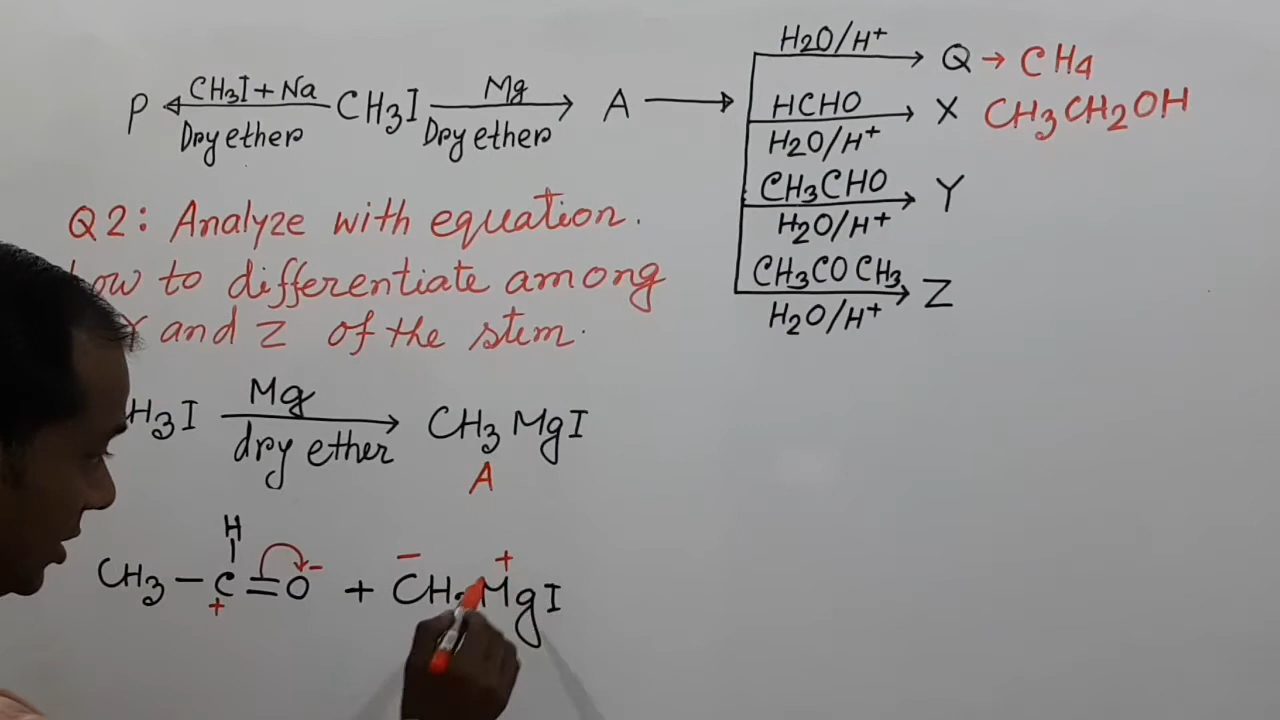 P ← CH3I + Na / Dry ether CH3I → Mg / Dry ether A →
H2O/H+ → Q → CH4
HCHO / H2O/H+ → X CH3CH2OH
CH3CHO / H2O/H+ → Y
CH3COCH3 / H2O/H+ → Z
Q2: Analyze with equation.
to differentiate among
and Z of the stem.
H3I → Mg / dry ether CH3MgI
A
H
CH3 – C = O + CH MgI
+ - - +